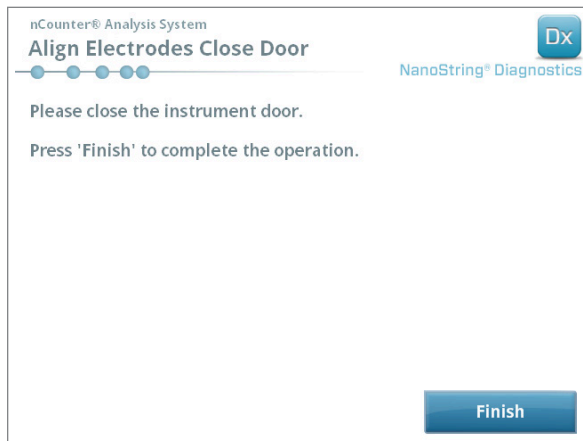 nCounter® Analysis System
Align Electrodes Close Door
Dx
NanoString® Diagnostics
Please close the instrument door.
Press 'Finish' to complete the operation.
Finish